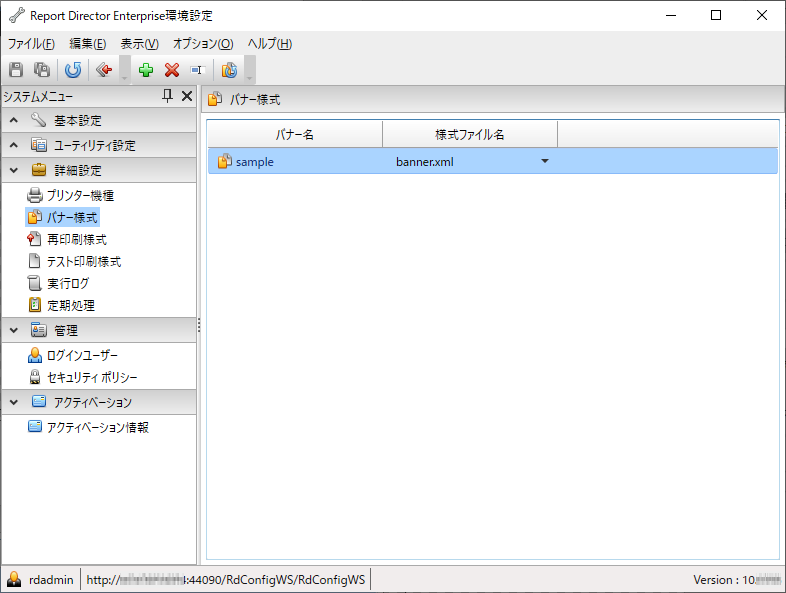 Report Director Enterprise環境設定
ファイル(F) 編集(E) 表示(V) オプション(O) ヘルプ(H)
システムメニュー
基本設定
ユーティリティ設定
詳細設定
プリンター機種
バナー様式
再印刷様式
テスト印刷様式
実行ログ
定期処理
管理
ログインユーザー
セキュリティ ポリシー
アクティベーション
アクティベーション情報
バナー様式
バナー名 様式ファイル名
sample banner.xml
rdadmin http://:44090/RdConfigWS/RdConfigWS Version : 10